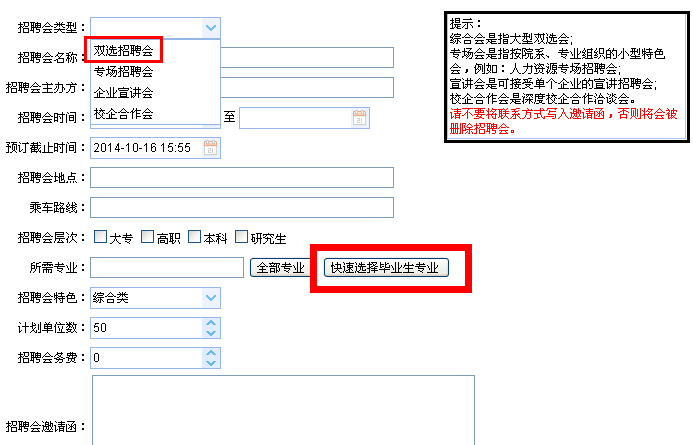 招聘会类型：
双选招聘会
专场招聘会
企业宣讲会
校企合作会
招聘会名称：
招聘会主办方：
招聘会时间： 至
预订截止时间： 2014-10-16 15:55
招聘会地点：
乘车路线：
招聘会层次： 大专 高职 本科 研究生
所需专业： 全部专业 快速选择毕业生专业
招聘会特色： 综合类
计划单位数： 50
招聘会务费： 0
招聘会邀请函：
提示：
综合会是指大型双选会；
专场会是指按院系、专业组织的小型特色
会，例如：人力资源专场招聘会；
宣讲会是可接受单个企业的宣讲招聘会；
校企合作会是深度校企合作洽谈会。
请不要将联系方式写入邀请函，否则将会被
删除招聘会。